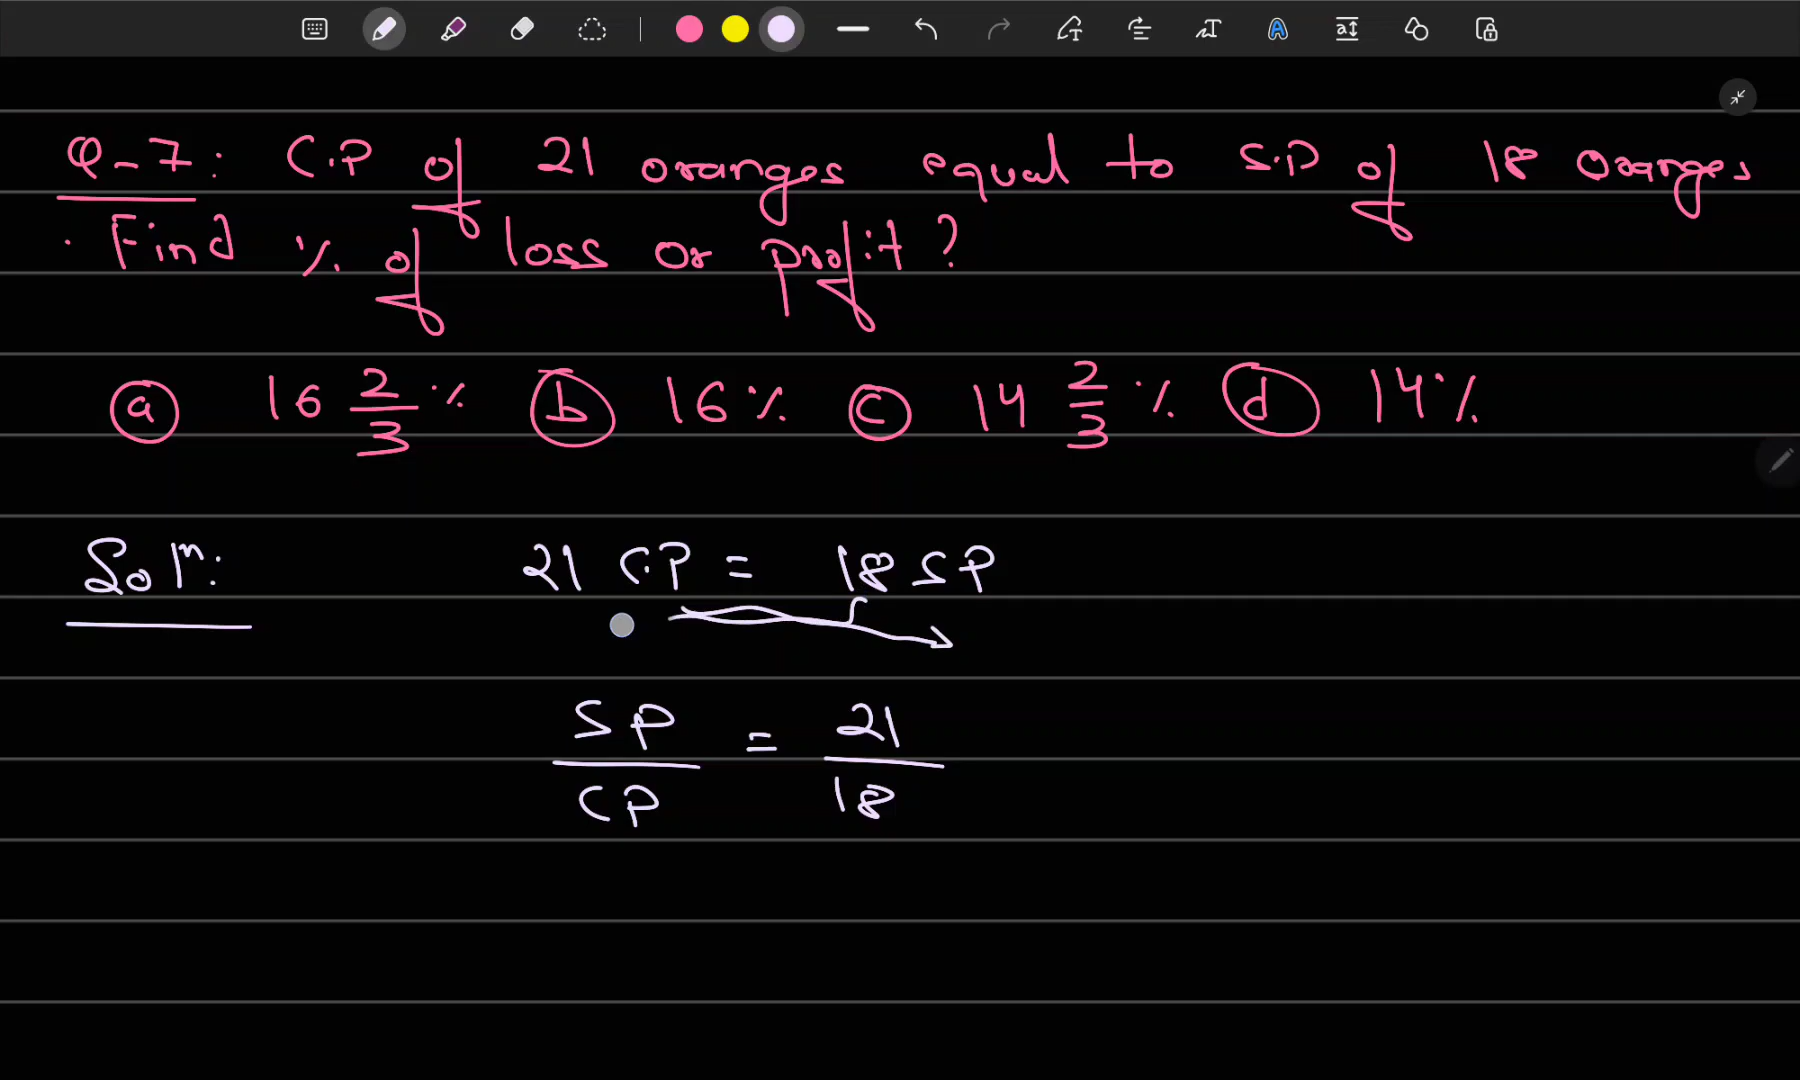 Q-7: C.P of 21 oranges equal to S.P of 18 oranges
. Find % of loss or profit?
(a) 16 2/3 % (b) 16% (c) 14 2/3 % (d) 14%
Solⁿ: 21 C.P = 18 SP
SP/CP = 21/18